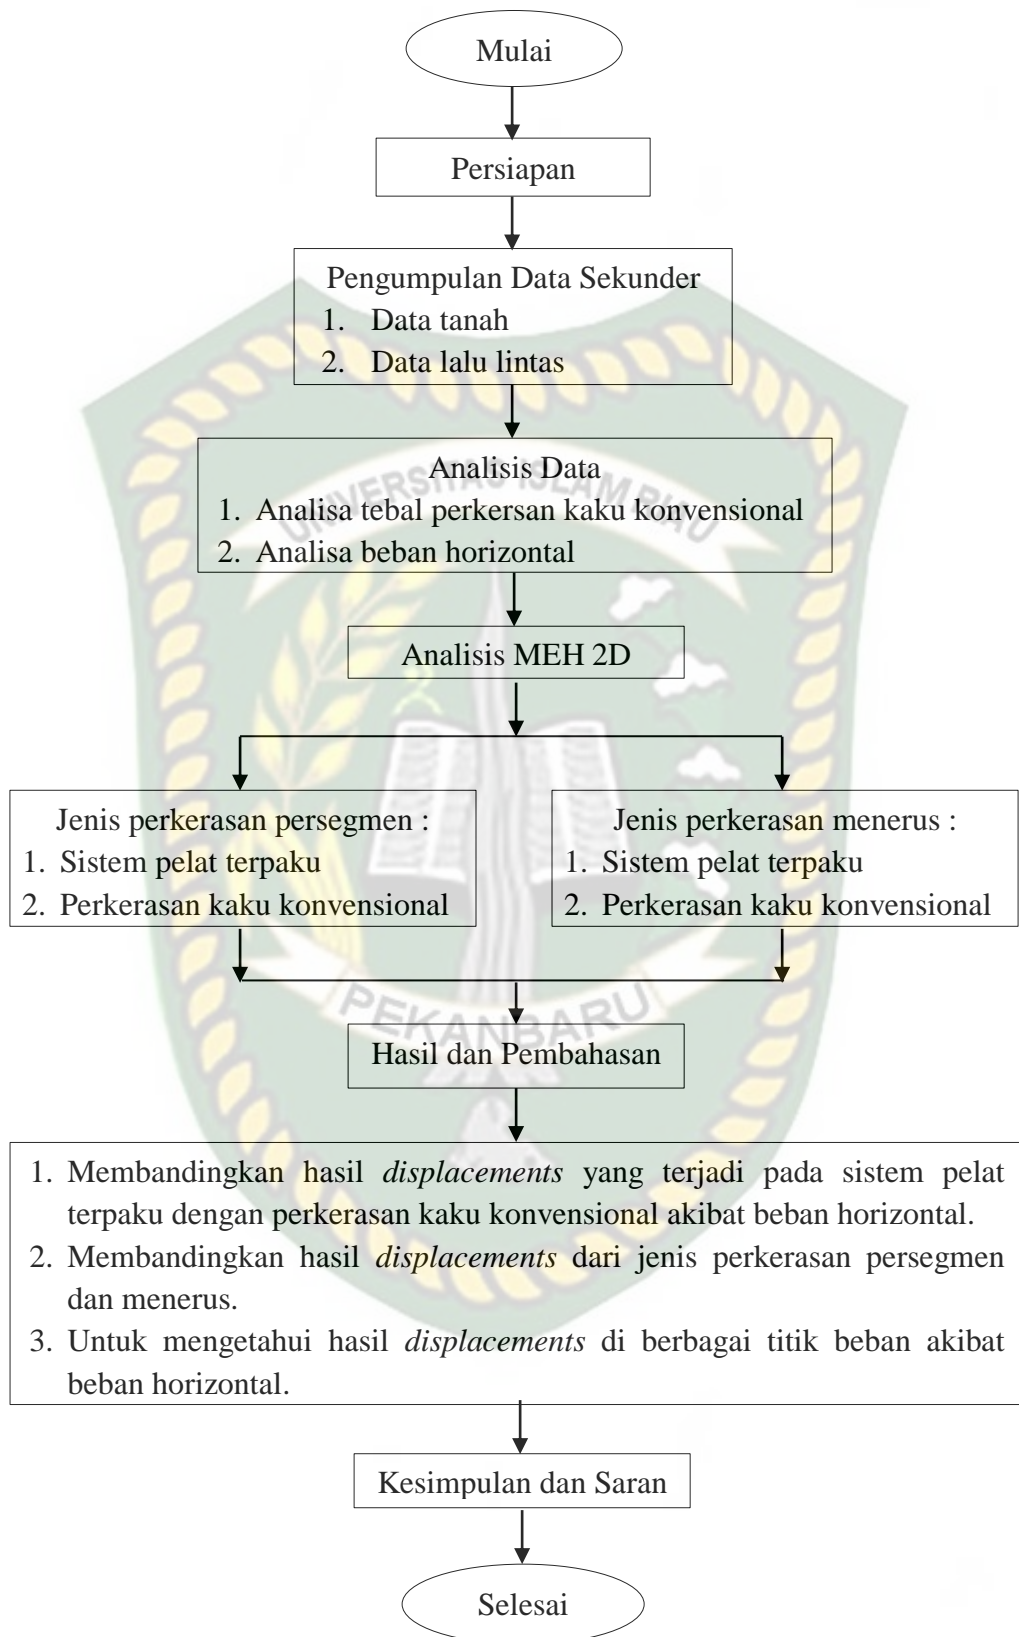 Mulai
Persiapan
Pengumpulan Data Sekunder
1. Data tanah
2. Data lalu lintas
Analisis Data
1. Analisa tebal perkersan kaku konvensional
2. Analisa beban horizontal
UNIVERSITAS ISLAM RIAU
Analisis MEH 2D
Jenis perkerasan persegmen :
1. Sistem pelat terpaku
2. Perkerasan kaku konvensional
Jenis perkerasan menerus :
1. Sistem pelat terpaku
2. Perkerasan kaku konvensional
PEKANBARU
Hasil dan Pembahasan
1. Membandingkan hasil displacements yang terjadi pada sistem pelat
terpaku dengan perkerasan kaku konvensional akibat beban horizontal.
2. Membandingkan hasil displacements dari jenis perkerasan persegmen
dan menerus.
3. Untuk mengetahui hasil displacements di berbagai titik beban akibat
beban horizontal.
Kesimpulan dan Saran
Selesai